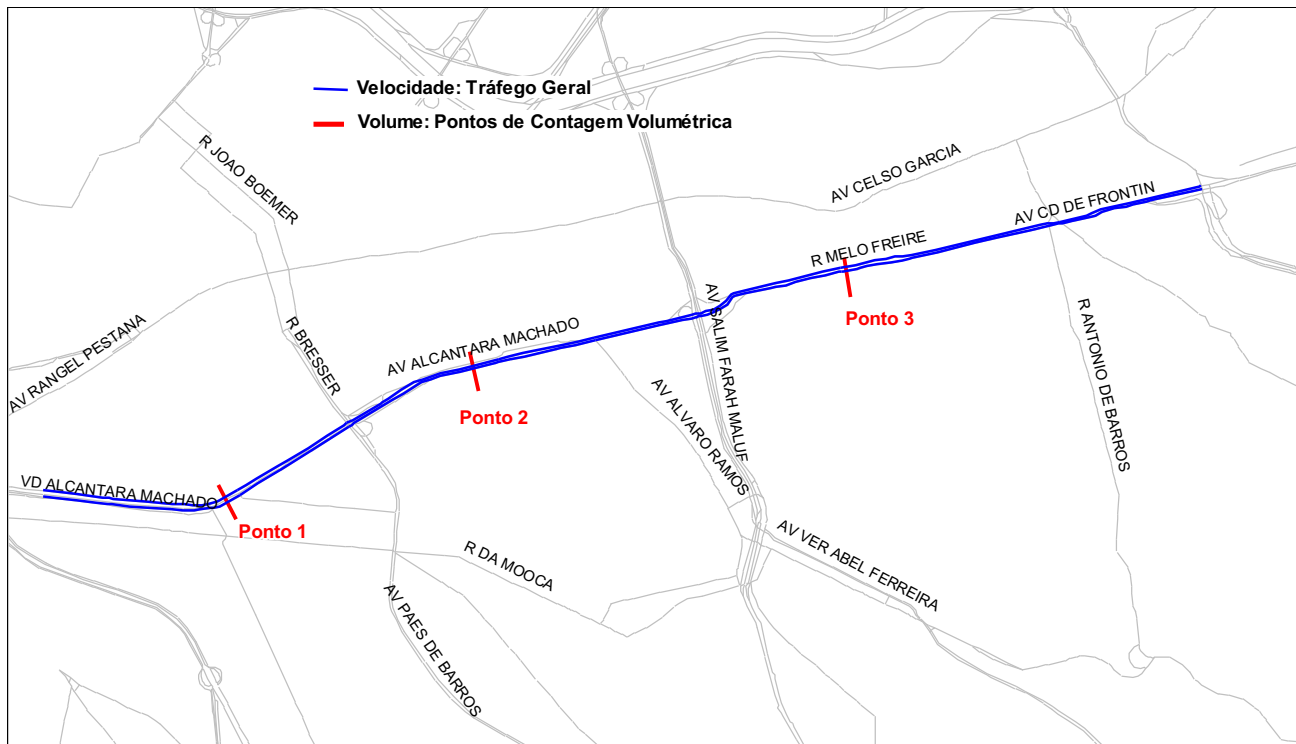 Velocidade: Tráfego Geral
Volume: Pontos de Contagem Volumétrica
R JOAO BOEMER
AV CELSO GARCIA
AV CD DE FRONTIN
R MELO FREIRE
Ponto 3
AV SALIM FARAH MALUF
R ANTONIO DE BARROS
AV RANGEL PESTANA
R BRESSER
AV ALCANTARA MACHADO
Ponto 2
AV ALVARO RAMOS
VD ALCANTARA MACHADO
Ponto 1
R DA MOOCA
AV VER ABEL FERREIRA
AV PAES DE BARROS